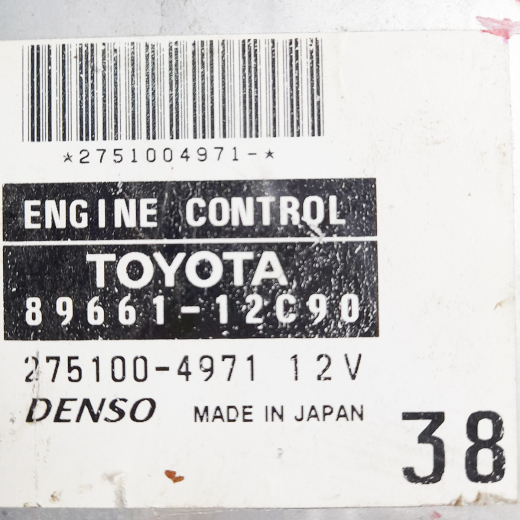 *2751004971-*
ENGINE CONTROL
TOYOTA
89661-12C90
275100-4971 12V
DENSO MADE IN JAPAN
38